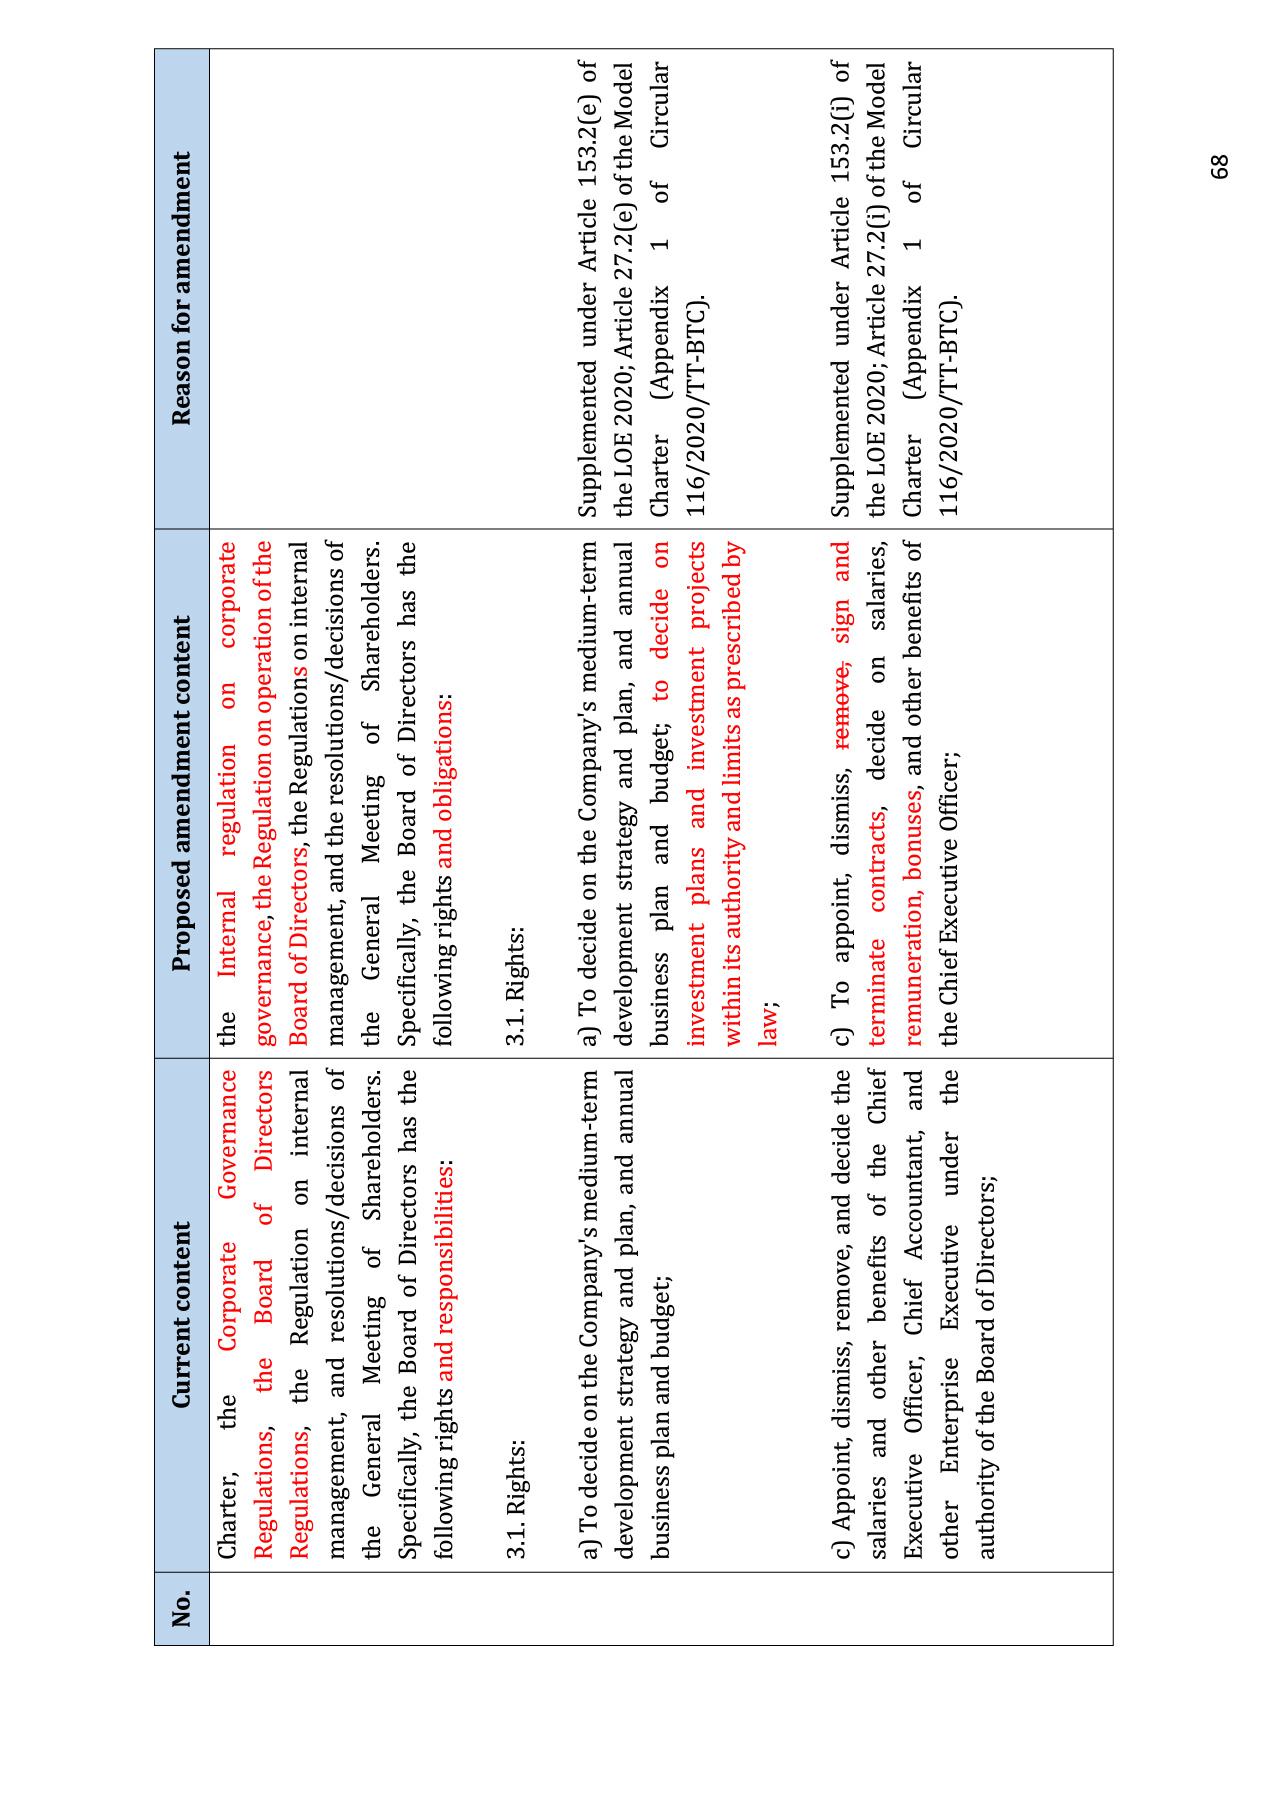 No.
Current content
Proposed amendment content
Reason for amendment
Charter, the Corporate Governance
Regulations, the Board of Directors
Regulations, the Regulation on internal
management, and resolutions/decisions of
the General Meeting of Shareholders.
Specifically, the Board of Directors has the
following rights and responsibilities:
3.1. Rights:
a) To decide on the Company's medium-term
development strategy and plan, and annual
business plan and budget;
c) Appoint, dismiss, remove, and decide the
salaries and other benefits of the Chief
Executive Officer, Chief Accountant, and
other Enterprise Executive under the
authority of the Board of Directors;
the Internal regulation on corporate
governance, the Regulation on operation of the
Board of Directors, the Regulations on internal
management, and the resolutions/decisions of
the General Meeting of Shareholders.
Specifically, the Board of Directors has the
following rights and obligations:
3.1. Rights:
a) To decide on the Company's medium-term
development strategy and plan, and annual
business plan and budget; to decide on
investment plans and investment projects
within its authority and limits as prescribed by
law;
c) To appoint, dismiss, remove, sign and
terminate contracts, decide on salaries,
remuneration, bonuses, and other benefits of
the Chief Executive Officer;
Supplemented under Article 153.2(e) of
the LOE 2020; Article 27.2(e) of the Model
Charter (Appendix 1 of Circular
116/2020/TT-BTC).
Supplemented under Article 153.2(i) of
the LOE 2020; Article 27.2(i) of the Model
Charter (Appendix 1 of Circular
116/2020/TT-BTC).
68